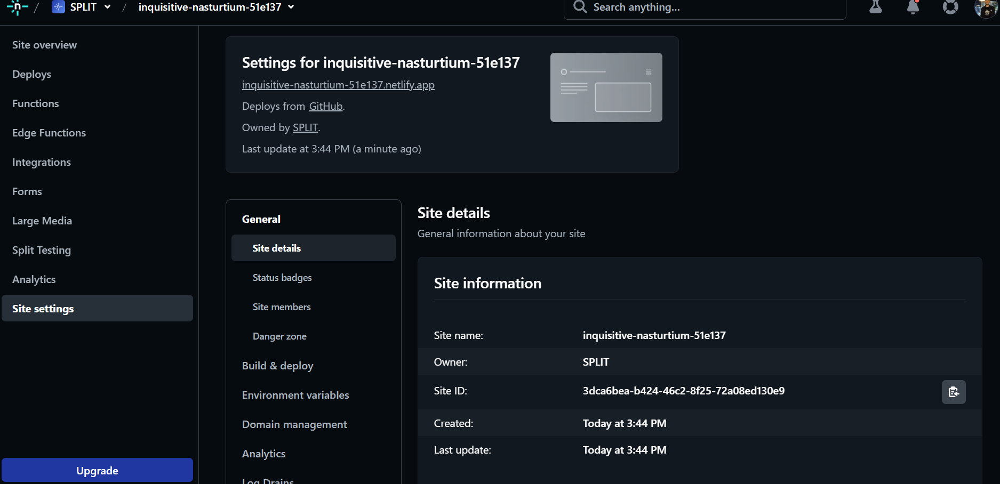 SPLIT / inquisitive-nasturtium-51e137
Search anything...
Site overview
Deploys
Functions
Edge Functions
Integrations
Forms
Large Media
Split Testing
Analytics
Site settings
Upgrade
Settings for inquisitive-nasturtium-51e137
inquisitive-nasturtium-51e137.netlify.app
Deploys from GitHub.
Owned by SPLIT.
Last update at 3:44 PM (a minute ago)
General
Site details
Status badges
Site members
Danger zone
Build & deploy
Environment variables
Domain management
Analytics
Log Drains
Site details
General information about your site
Site information
Site name: inquisitive-nasturtium-51e137
Owner: SPLIT
Site ID: 3dca6bea-b424-46c2-8f25-72a08ed130e9
Created: Today at 3:44 PM
Last update: Today at 3:44 PM